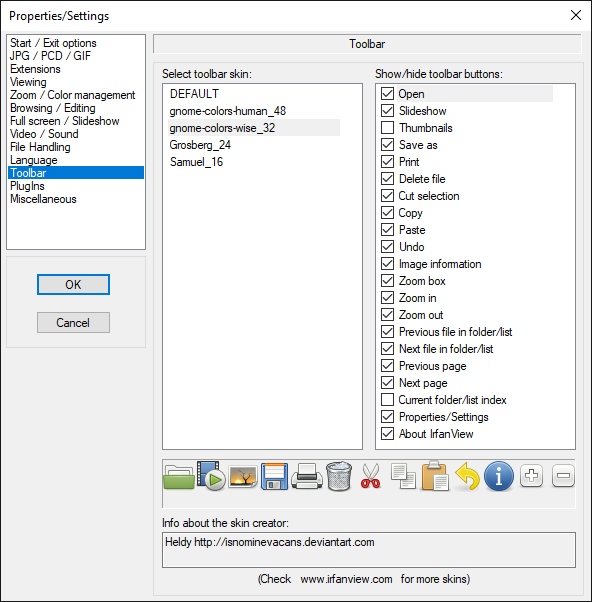 Properties/Settings
Start / Exit options
JPG / PCD / GIF
Extensions
Viewing
Zoom / Color management
Browsing / Editing
Full screen / Slideshow
Video / Sound
File Handling
Language
Toolbar
PlugIns
Miscellaneous
OK
Cancel
Toolbar
Select toolbar skin:
DEFAULT
gnome-colors-human_48
gnome-colors-wise_32
Grosberg_24
Samuel_16
Show/hide toolbar buttons:
Open
Slideshow
Thumbnails
Save as
Print
Delete file
Cut selection
Copy
Paste
Undo
Image information
Zoom box
Zoom in
Zoom out
Previous file in folder/list
Next file in folder/list
Previous page
Next page
Current folder/list index
Properties/Settings
About IrfanView
Info about the skin creator:
Heldy http://isnominevacans.deviantart.com
(Check www.irfanview.com for more skins)